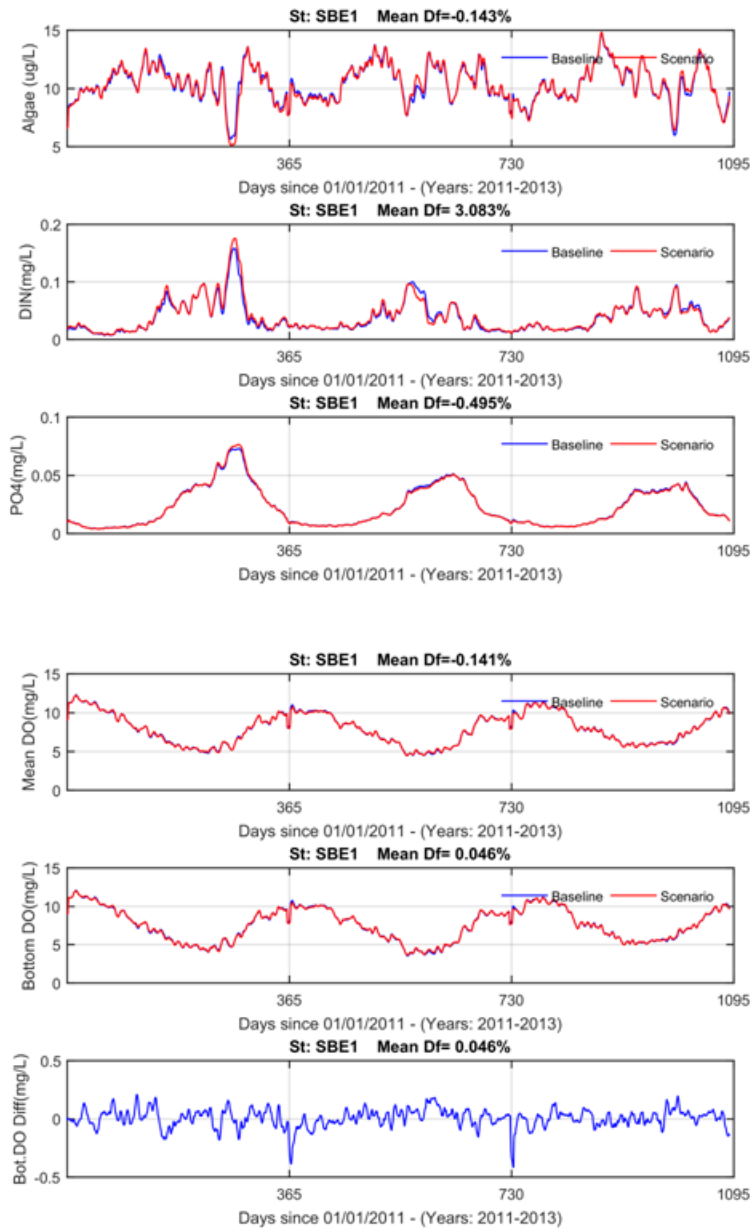 St: SBE1 Mean Df=-0.143%
15
10
5
Algae (ug/L)
Baseline Scenario
365 730 1095
Days since 01/01/2011 - (Years: 2011-2013)
St: SBE1 Mean Df= 3.083%
0.2
0.1
0
DIN(mg/L)
Baseline Scenario
365 730 1095
Days since 01/01/2011 - (Years: 2011-2013)
St: SBE1 Mean Df=-0.495%
0.1
0.05
0
PO4(mg/L)
Baseline Scenario
365 730 1095
Days since 01/01/2011 - (Years: 2011-2013)
St: SBE1 Mean Df=-0.141%
15
10
5
0
Mean DO(mg/L)
Baseline Scenario
365 730 1095
Days since 01/01/2011 - (Years: 2011-2013)
St: SBE1 Mean Df= 0.046%
15
10
5
0
Bottom DO(mg/L)
Baseline Scenario
365 730 1095
Days since 01/01/2011 - (Years: 2011-2013)
St: SBE1 Mean Df= 0.046%
0.5
0
-0.5
Bot.DO Diff(mg/L)
365 730 1095
Days since 01/01/2011 - (Years: 2011-2013)